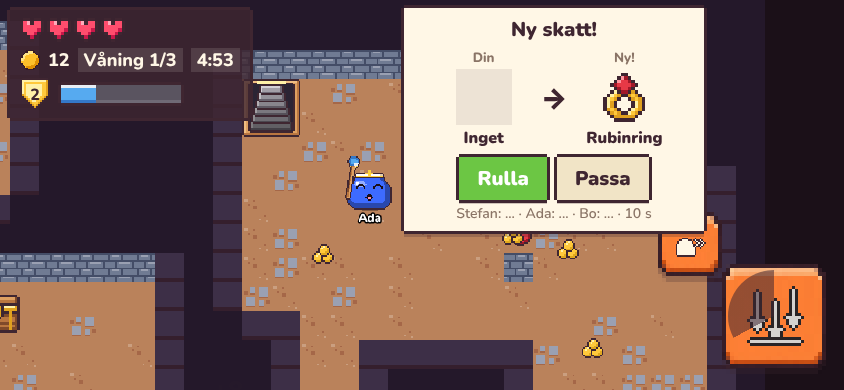 12 Våning 1/3 4:53
2
Ny skatt!
Din Ny!
Inget Rubinring
Rulla Passa
Stefan: ... · Ada: ... · Bo: ... · 10 s
Ada